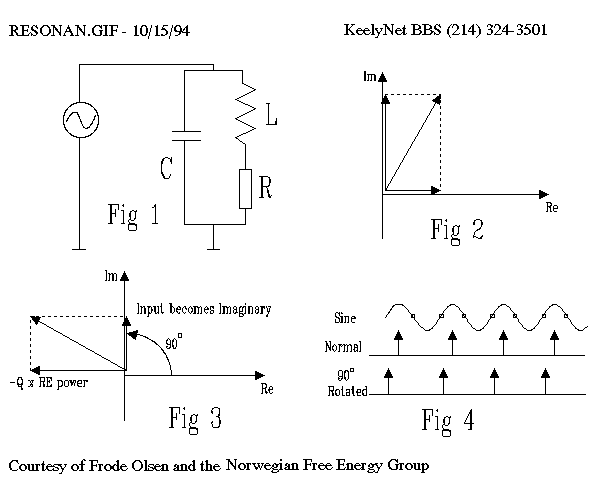 RESONAN.GIF - 10/15/94
KeelyNet BBS (214) 324-3501
L
C
R
Fig 1
Im
Re
Fig 2
Im
Input becomes Imaginary
90°
-Q x RE power
Re
Fig 3
Sine
Normal
90°
Rotated
Fig 4
Courtesy of Frode Olsen and the Norwegian Free Energy Group